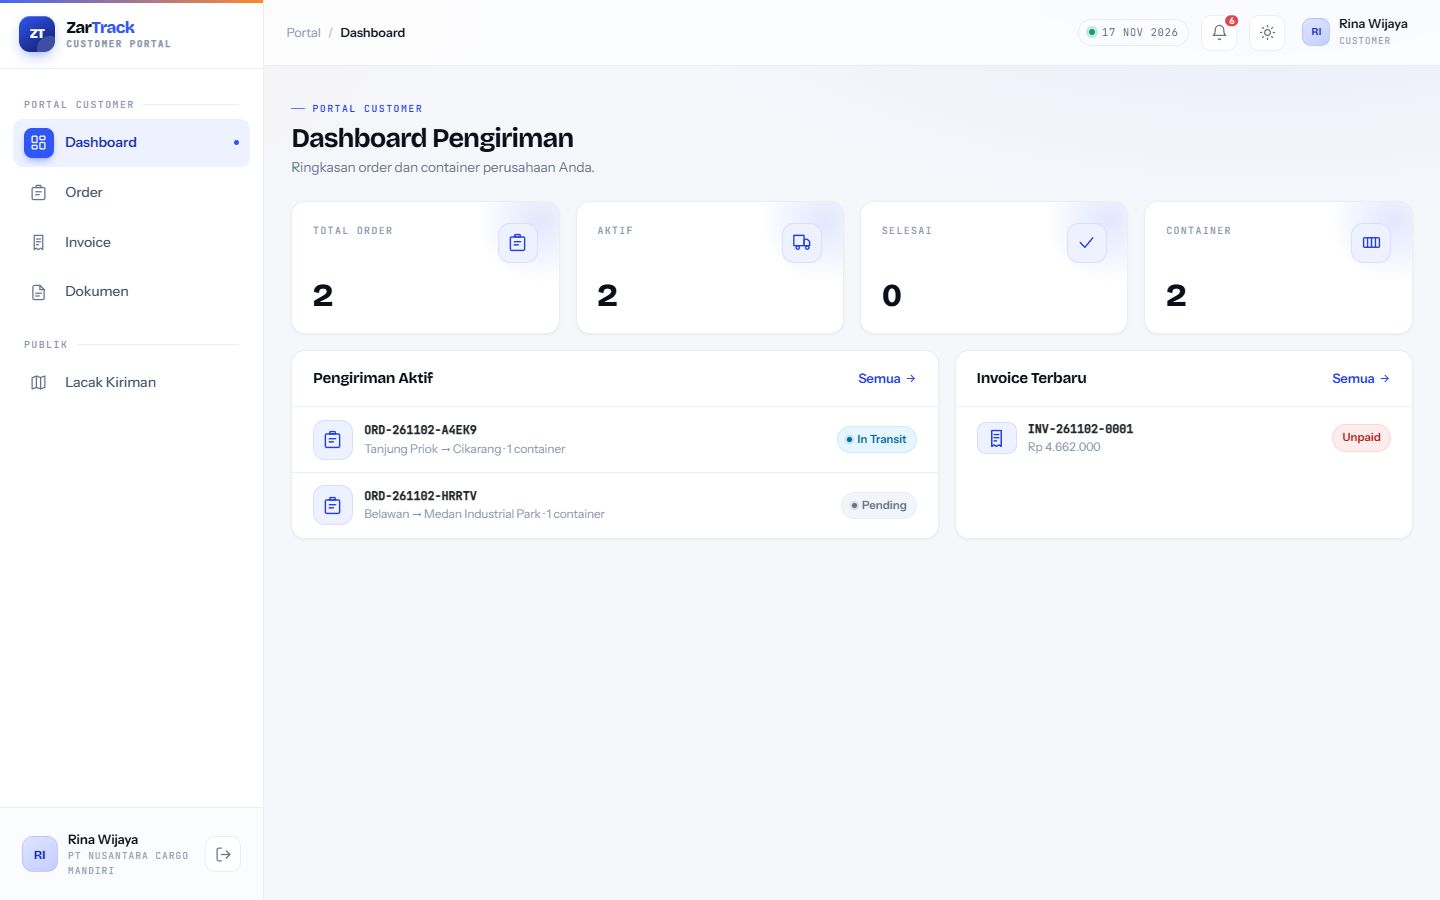 ZT
ZarTrack
CUSTOMER PORTAL
PORTAL CUSTOMER
Dashboard
Order
Invoice
Dokumen
PUBLIK
Lacak Kiriman
RI
Rina Wijaya
PT NUSANTARA CARGO
MANDIRI
Portal / Dashboard
17 NOV 2026
6
RI
Rina Wijaya
CUSTOMER
PORTAL CUSTOMER
Dashboard Pengiriman
Ringkasan order dan container perusahaan Anda.
TOTAL ORDER
2
AKTIF
2
SELESAI
0
CONTAINER
2
Pengiriman Aktif
Semua →
ORD-261102-A4EK9
Tanjung Priok → Cikarang · 1 container
In Transit
ORD-261102-HRRTV
Belawan → Medan Industrial Park · 1 container
Pending
Invoice Terbaru
Semua →
INV-261102-0001
Rp 4.662.000
Unpaid